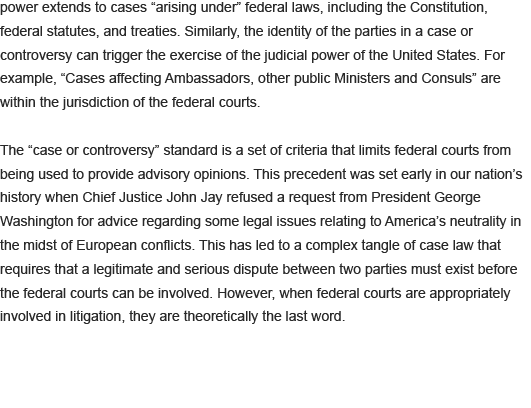 power extends to cases “arising under” federal laws, including the Constitution,
federal statutes, and treaties. Similarly, the identity of the parties in a case or
controversy can trigger the exercise of the judicial power of the United States. For
example, “Cases affecting Ambassadors, other public Ministers and Consuls” are
within the jurisdiction of the federal courts.
The “case or controversy” standard is a set of criteria that limits federal courts from
being used to provide advisory opinions. This precedent was set early in our nation’s
history when Chief Justice John Jay refused a request from President George
Washington for advice regarding some legal issues relating to America’s neutrality in
the midst of European conflicts. This has led to a complex tangle of case law that
requires that a legitimate and serious dispute between two parties must exist before
the federal courts can be involved. However, when federal courts are appropriately
involved in litigation, they are theoretically the last word.